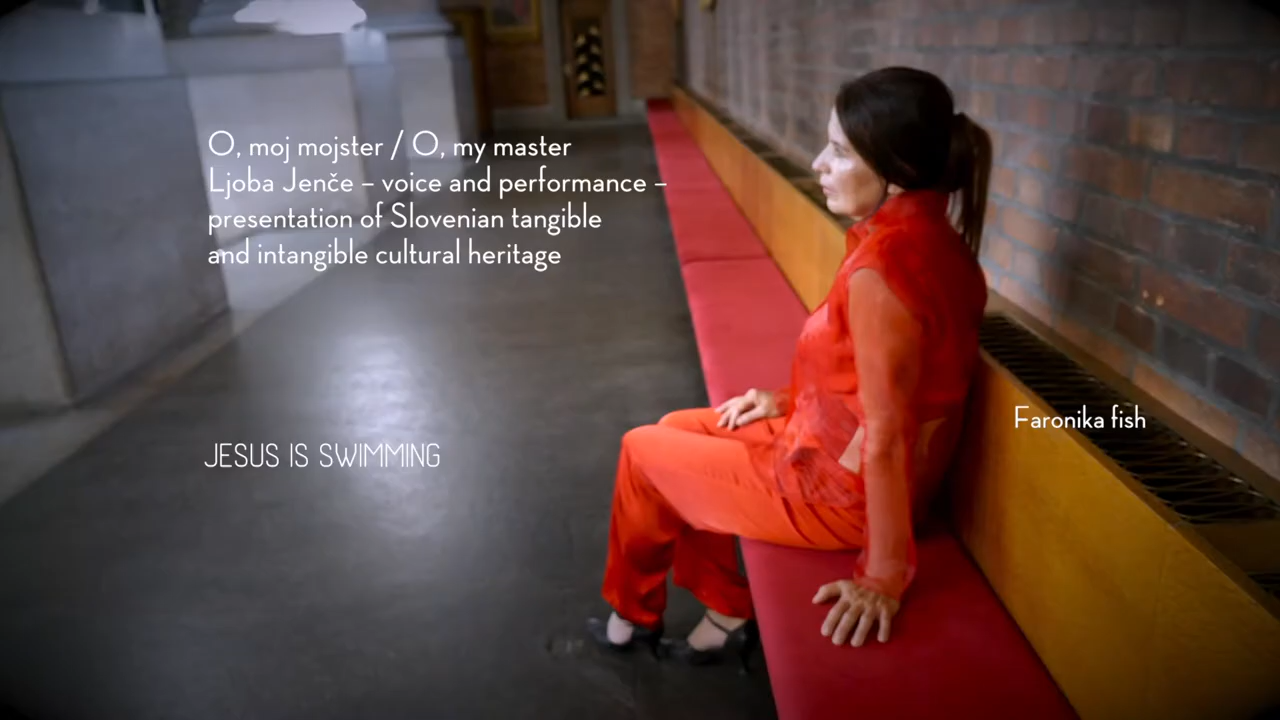 O, moj mojster / O, my master
Ljoba Jenče – voice and performance –
presentation of Slovenian tangible
and intangible cultural heritage
Faronika fish
JESUS IS SWIMMING